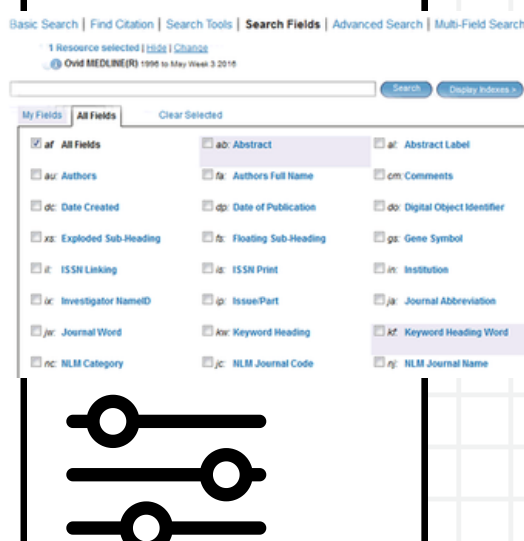 Basic Search | Find Citation | Search Tools | Search Fields | Advanced Search | Multi-Field Search
1 Resource selected | Hide | Change
Ovid MEDLINE(R) 1996 to May Week 3 2016
Search Display Indexes >
My Fields All Fields Clear Selected
af All Fields ab: Abstract al: Abstract Label
au: Authors fa: Authors Full Name cm: Comments
dc: Date Created dp: Date of Publication do: Digital Object Identifier
xs: Exploded Sub-Heading fs: Floating Sub-Heading gs: Gene Symbol
il: ISSN Linking is: ISSN Print in: Institution
ix: Investigator NameID ip: Issue/Part ja: Journal Abbreviation
jw: Journal Word kw: Keyword Heading kf: Keyword Heading Word
nc: NLM Category jc: NLM Journal Code nj: NLM Journal Name